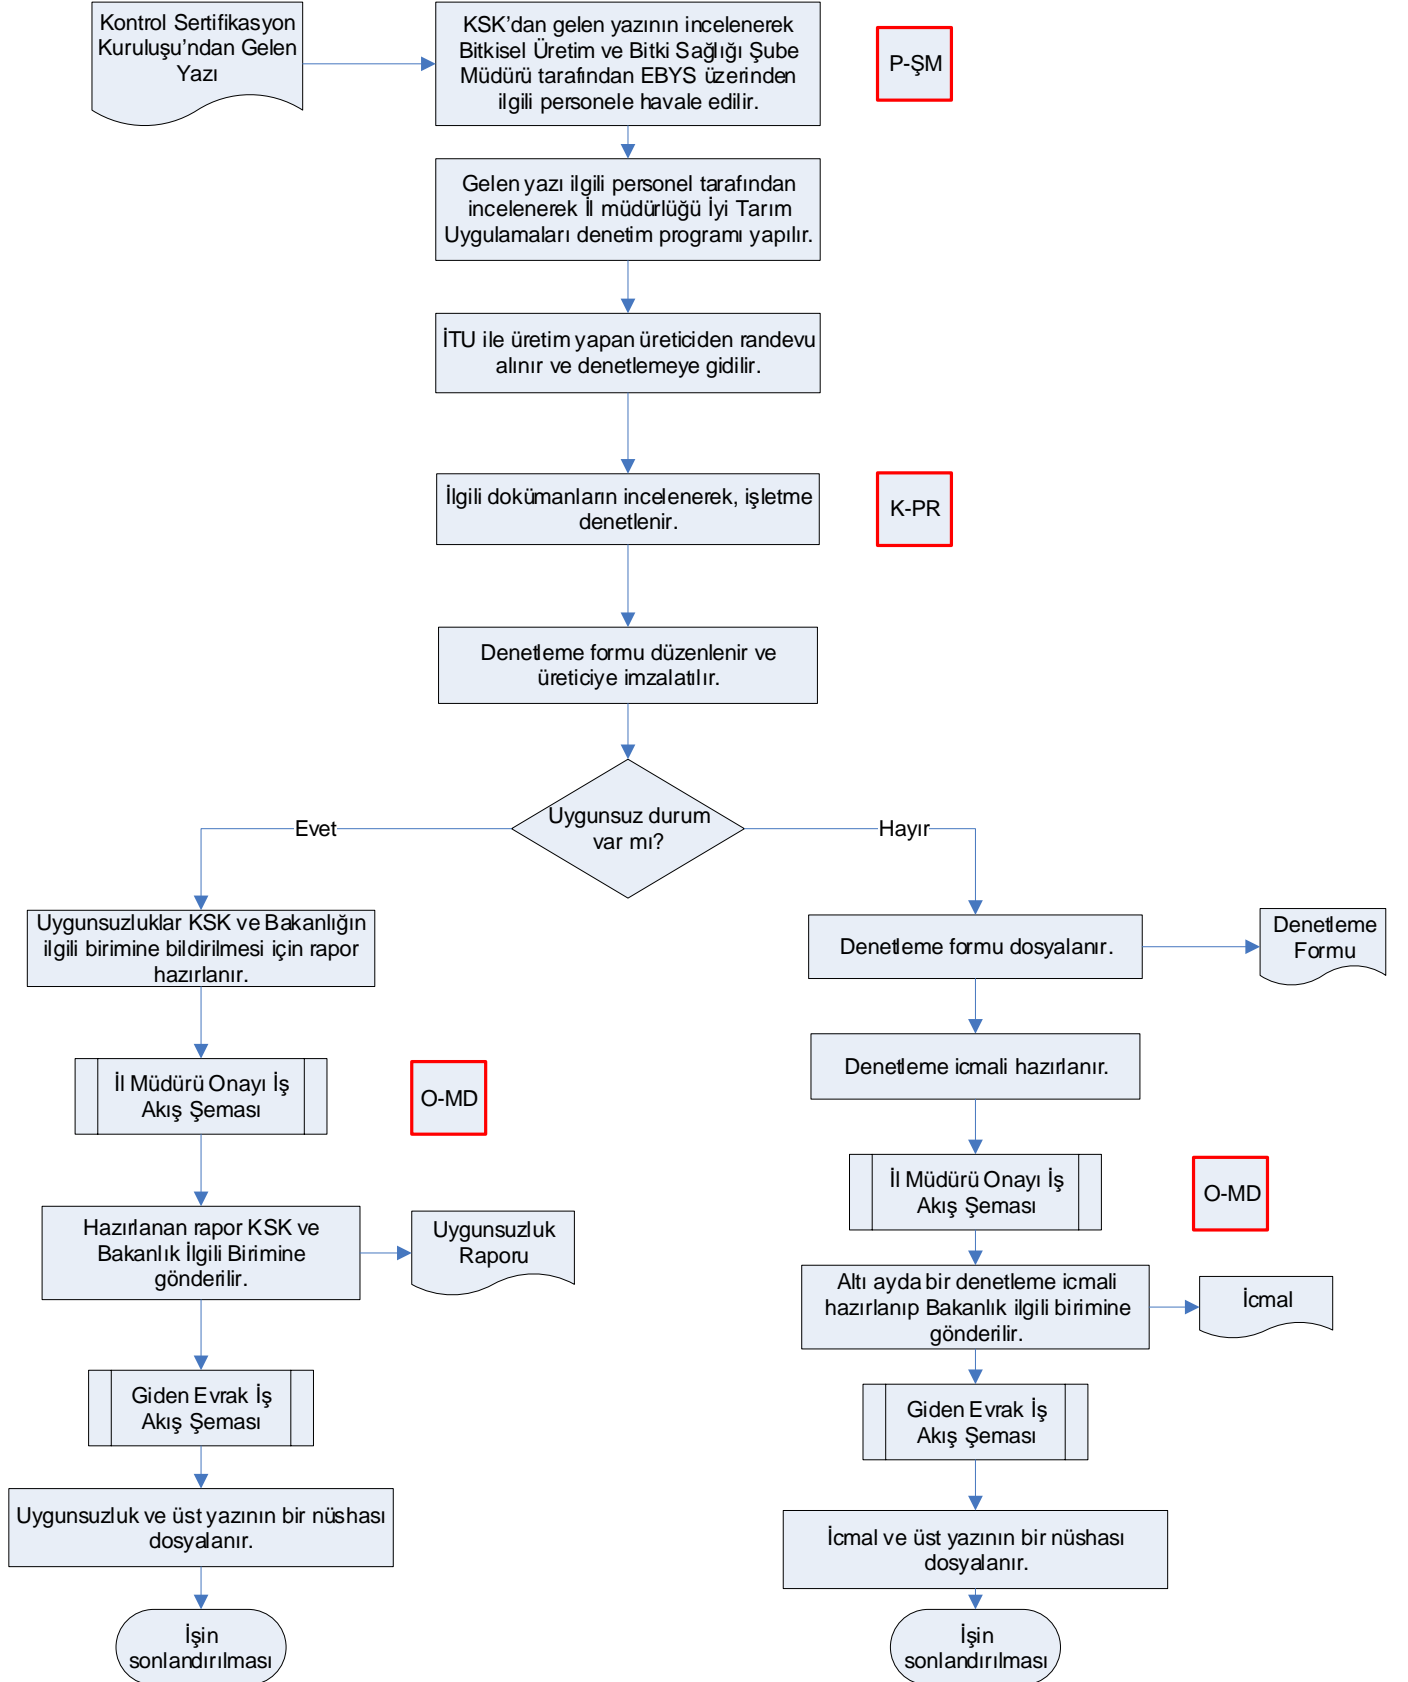 Kontrol Sertifikasyon
Kuruluşu’ndan Gelen
Yazı
KSK’dan gelen yazının incelenerek
Bitkisel Üretim ve Bitki Sağlığı Şube
Müdürü tarafından EBYS üzerinden
ilgili personele havale edilir.
P-ŞM
Gelen yazı ilgili personel tarafından
incelenerek İl müdürlüğü İyi Tarım
Uygulamaları denetim programı yapılır.
İTU ile üretim yapan üreticiden randevu
alınır ve denetlemeye gidilir.
İlgili dokümanların incelenerek, işletme
denetlenir.
K-PR
Denetleme formu düzenlenir ve
üreticiye imzalatılır.
Uygunsuz durum
var mı?
Evet
Hayır
Uygunsuzluklar KSK ve Bakanlığın
ilgili birimine bildirilmesi için rapor
hazırlanır.
İl Müdürü Onayı İş
Akış Şeması
O-MD
Hazırlanan rapor KSK ve
Bakanlık İlgili Birimine
gönderilir.
Uygunsuzluk
Raporu
Giden Evrak İş
Akış Şeması
Uygunsuzluk ve üst yazının bir nüshası
dosyalanır.
İşin
sonlandırılması
Denetleme formu dosyalanır.
Denetleme
Formu
Denetleme icmali hazırlanır.
İl Müdürü Onayı İş
Akış Şeması
O-MD
Altı ayda bir denetleme icmali
hazırlanıp Bakanlık ilgili birimine
gönderilir.
İcmal
Giden Evrak İş
Akış Şeması
İcmal ve üst yazının bir nüshası
dosyalanır.
İşin
sonlandırılması